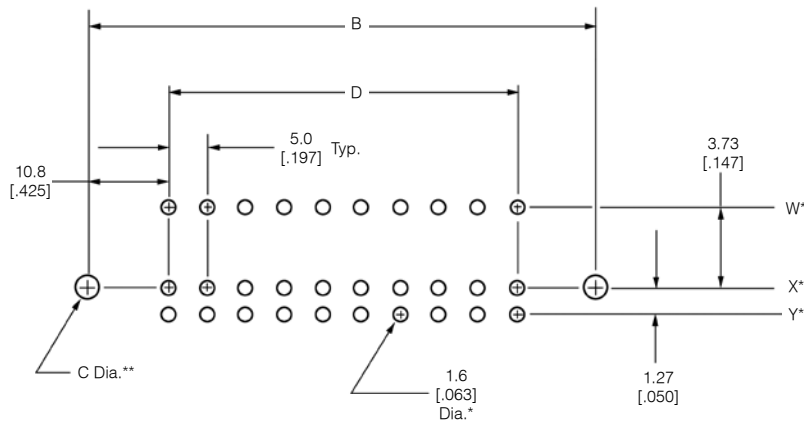 B
D
5.0
[.197]
Typ.
3.73
[.147]
10.8
[.425]
W*
X*
Y*
C Dia.**
1.6
[.063]
Dia.*
1.27
[.050]